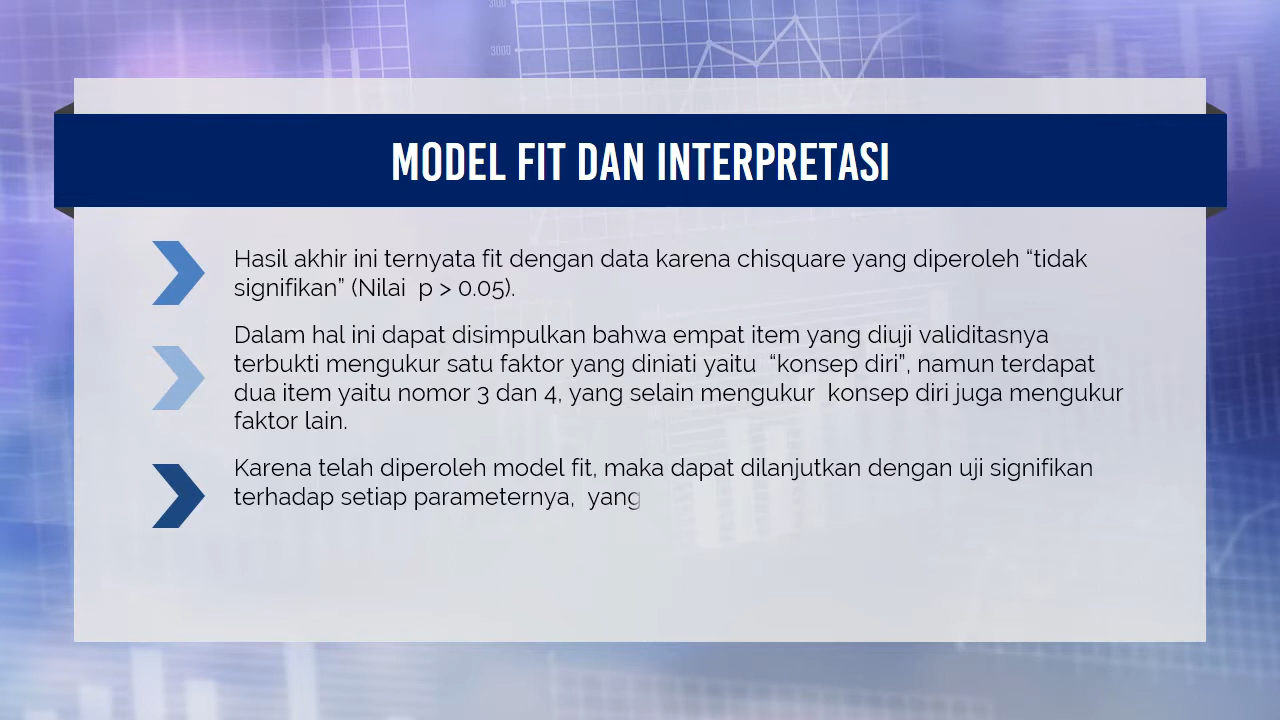 3100
3000
MODEL FIT DAN INTERPRETASI
Hasil akhir ini ternyata fit dengan data karena chisquare yang diperoleh “tidak
signifikan” (Nilai  p > 0.05).
Dalam hal ini dapat disimpulkan bahwa empat item yang diuji validitasnya
terbukti mengukur satu faktor yang diniati yaitu  “konsep diri”, namun terdapat
dua item yaitu nomor 3 dan 4, yang selain mengukur  konsep diri juga mengukur
faktor lain.
Karena telah diperoleh model fit, maka dapat dilanjutkan dengan uji signifikan
terhadap setiap parameternya,  yang